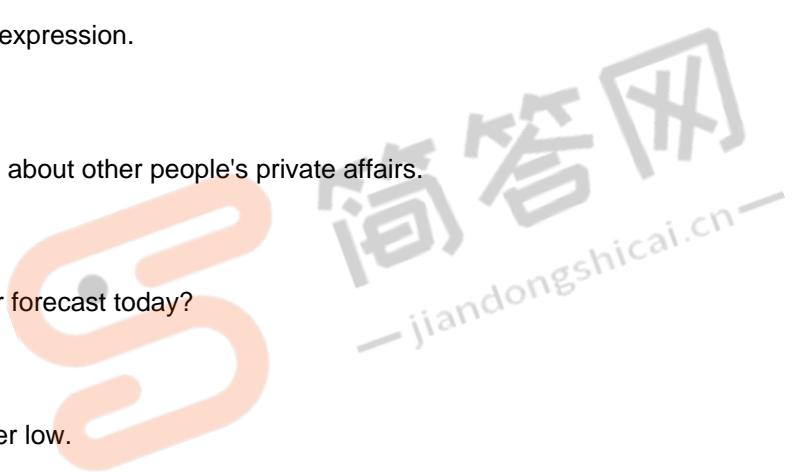 expression.
about other people's private affairs.
简答网
— jiandongshicai.cn —
r forecast today?
er low.